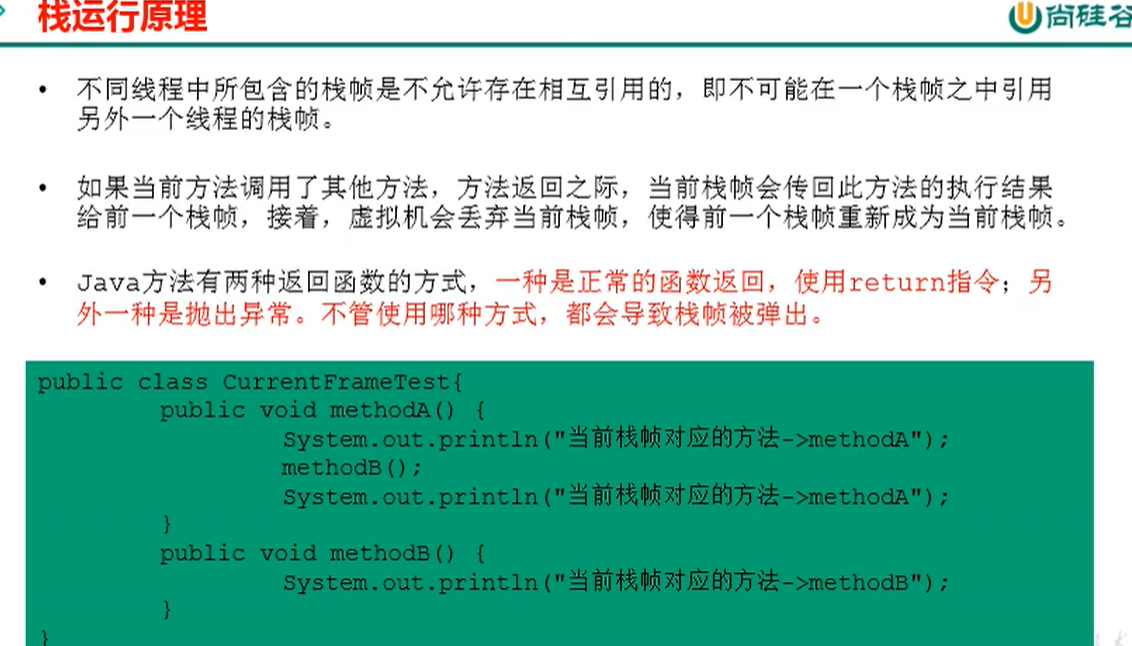 栈运行原理
尚硅谷
• 不同线程中所包含的栈帧是不允许存在相互引用的，即不可能在一个栈帧之中引用
另外一个线程的栈帧。
• 如果当前方法调用了其他方法，方法返回之际，当前栈帧会传回此方法的执行结果
给前一个栈帧，接着，虚拟机会丢弃当前栈帧，使得前一个栈帧重新成为当前栈帧。
• Java方法有两种返回函数的方式，一种是正常的函数返回，使用return指令；另
外一种是抛出异常。不管使用哪种方式，都会导致栈帧被弹出。
public class CurrentFrameTest{
public void methodA() {
System.out.println("当前栈帧对应的方法->methodA");
methodB();
System.out.println("当前栈帧对应的方法->methodA");
}
public void methodB() {
System.out.println("当前栈帧对应的方法->methodB");
}
}